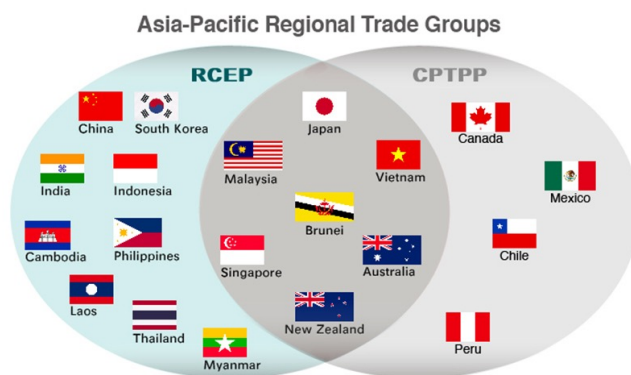 Asia-Pacific Regional Trade Groups
RCEP
CPTPP
China
South Korea
Japan
Canada
India
Indonesia
Malaysia
Vietnam
Mexico
Cambodia
Philippines
Brunei
Singapore
Australia
Chile
Laos
Thailand
Myanmar
New Zealand
Peru